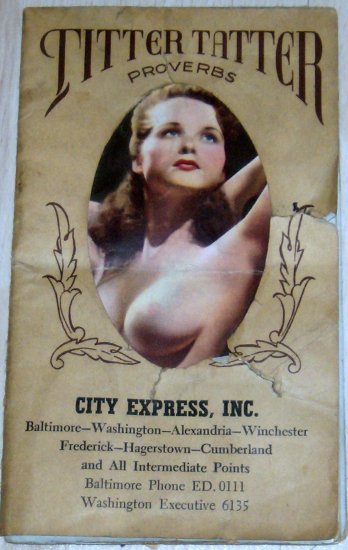 TITTER TATTER
PROVERBS
CITY EXPRESS, INC.
Baltimore—Washington—Alexandria—Winchester
Frederick—Hagerstown—Cumberland
and All Intermediate Points
Baltimore Phone ED. 0111
Washington Executive 6135